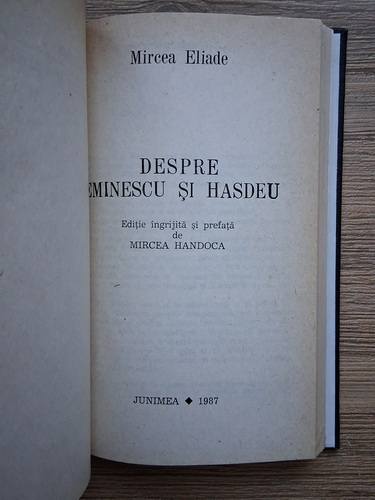 Mircea Eliade
DESPRE
EMINESCU ȘI HASDEU
Ediție îngrijită și prefață
de
MIRCEA HANDOCA
JUNIMEA ◆ 1987